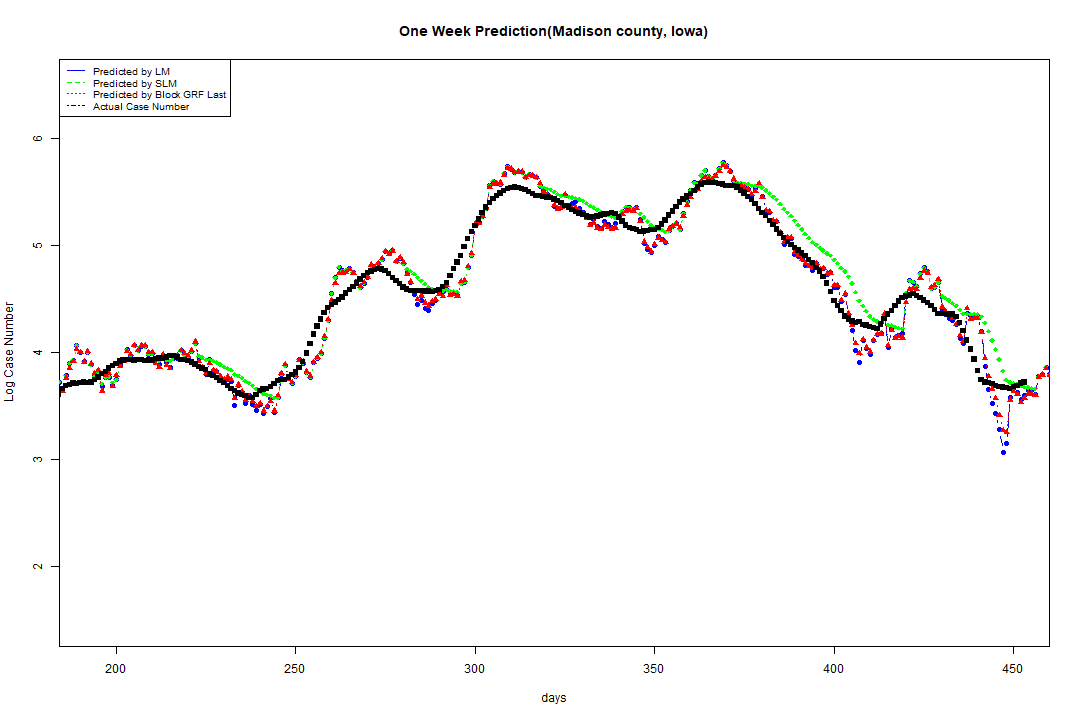 One Week Prediction(Madison county, Iowa)
Predicted by LM
Predicted by SLM
Predicted by Block GRF Last
Actual Case Number
6
5
4
3
2
Log Case Number
200 250 300 350 400 450
days